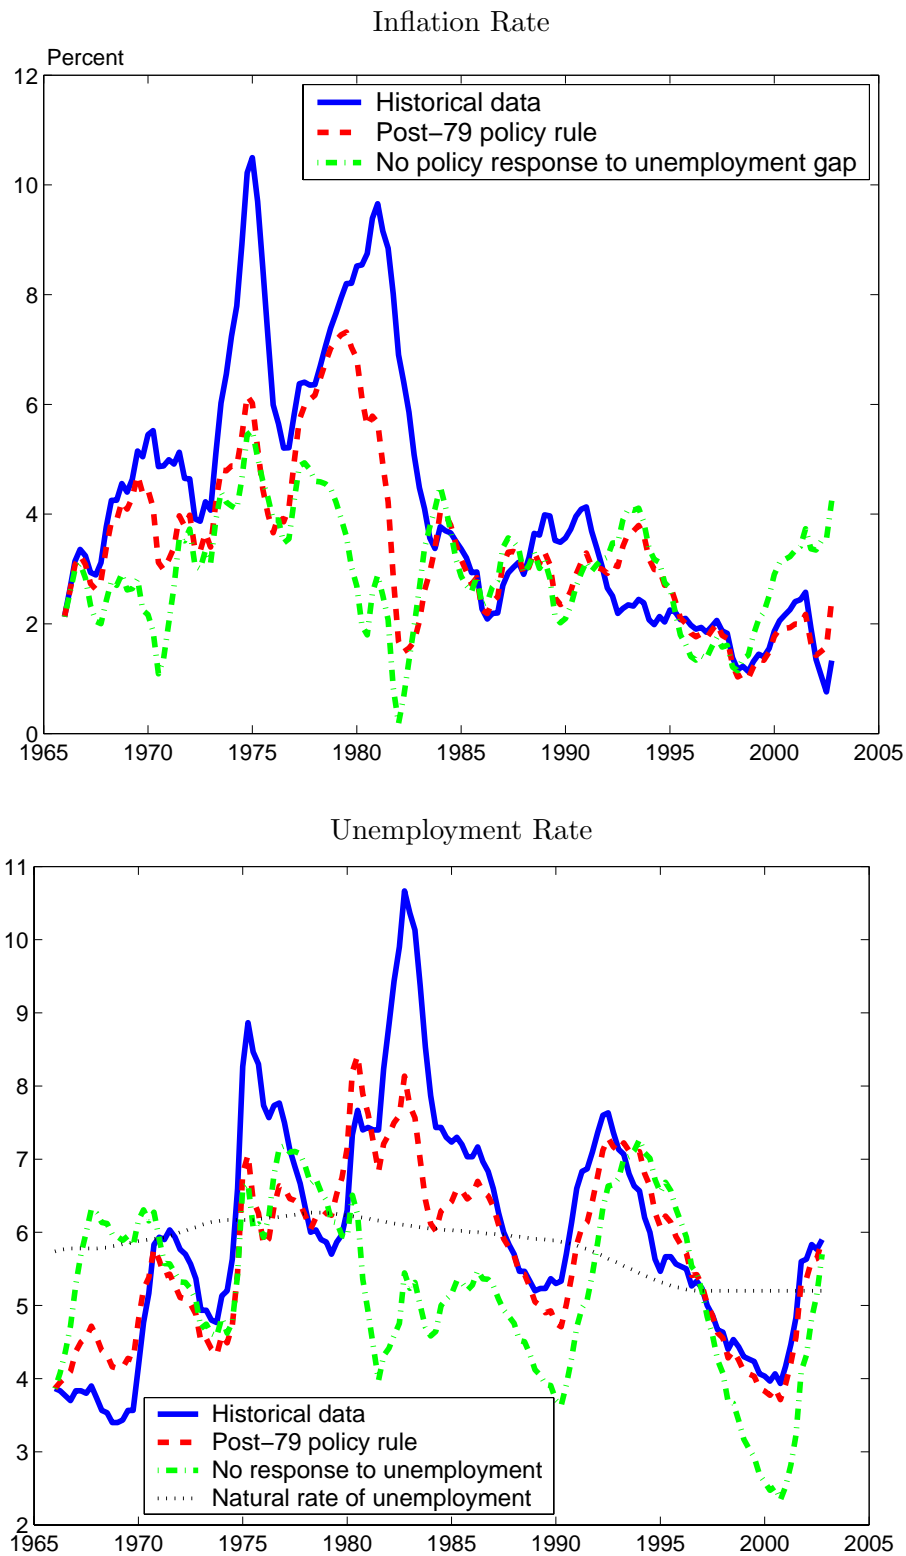 Inflation Rate
Percent
12
10
8
6
4
2
0
Historical data
Post−79 policy rule
No policy response to unemployment gap
1965 1970 1975 1980 1985 1990 1995 2000 2005
Unemployment Rate
11
10
9
8
7
6
5
4
3
2
Historical data
Post−79 policy rule
No response to unemployment
Natural rate of unemployment
1965 1970 1975 1980 1985 1990 1995 2000 2005